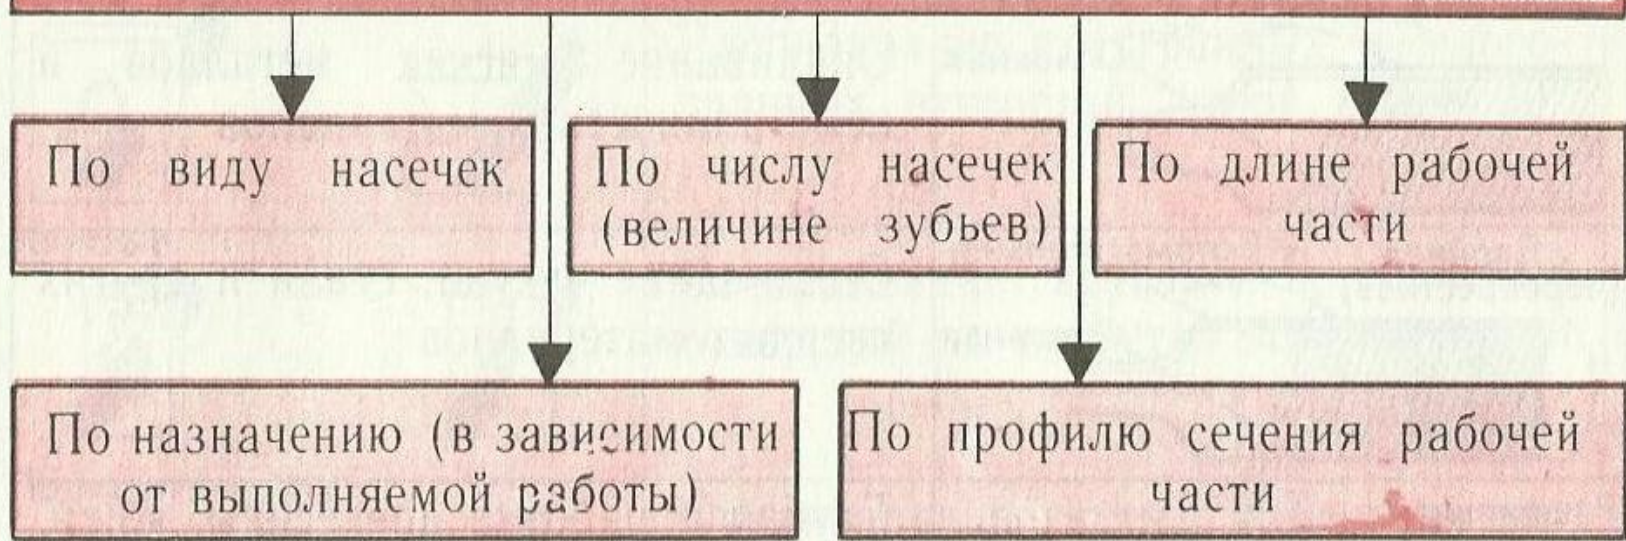 По виду насечек
По числу насечек
(величине зубьев)
По длине рабочей
части
По назначению (в зависимости
от выполняемой работы)
По профилю сечения рабочей
части